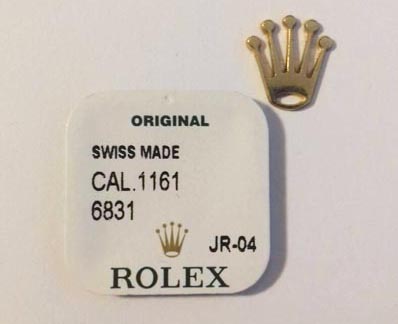 ORIGINAL
SWISS MADE
CAL.1161
6831
JR-04
ROLEX